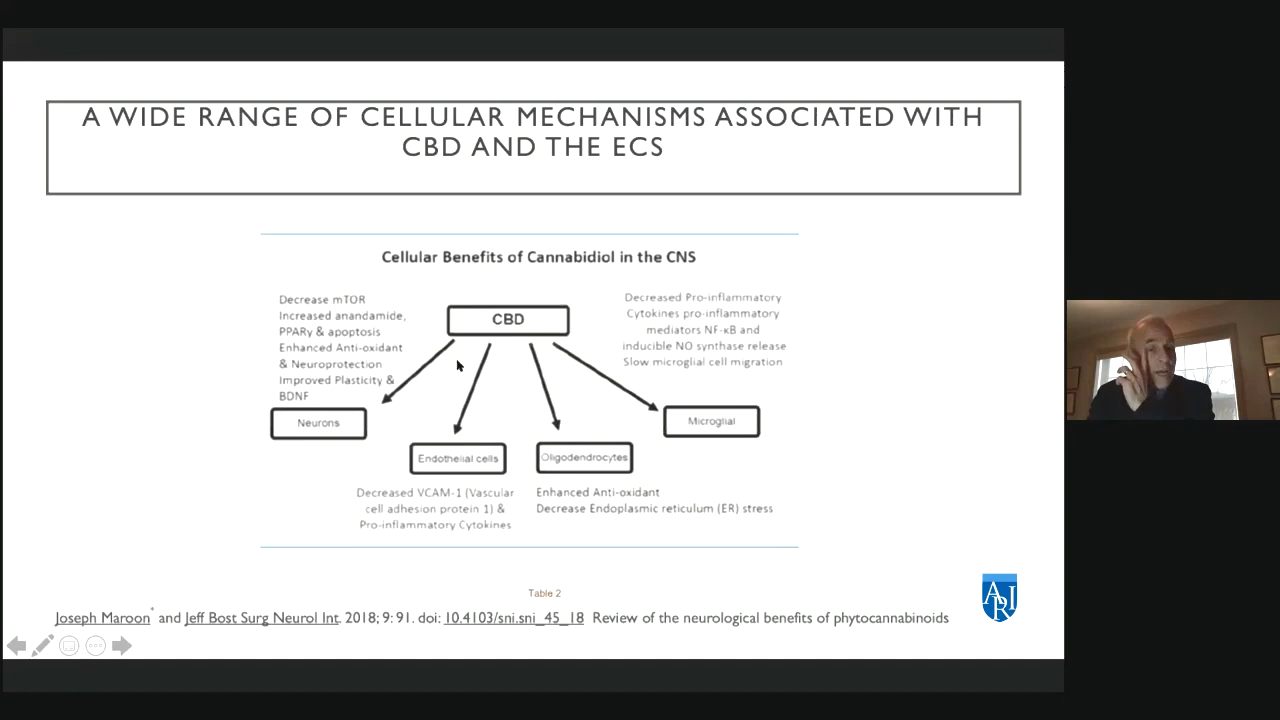 A WIDE RANGE OF CELLULAR MECHANISMS ASSOCIATED WITH
CBD AND THE ECS
Cellular Benefits of Cannabidiol in the CNS
Decrease mTOR
Increased anandamide,
PPARγ & apoptosis
Enhanced Anti-oxidant
& Neuroprotection
Improved Plasticity &
BDNF
CBD
Decreased Pro-inflammatory
Cytokines pro-inflammatory
mediators NF-κB and
inducible NO synthase release
Slow microglial cell migration
Neurons
Endothelial cells
Oligodendrocytes
Microglial
Decreased VCAM-1 (Vascular
cell adhesion protein 1) &
Pro-inflammatory Cytokines
Enhanced Anti-oxidant
Decrease Endoplasmic reticulum (ER) stress
Table 2
Joseph Maroon* and Jeff Bost Surg Neurol Int. 2018; 9: 91. doi: 10.4103/sni.sni_45_18 Review of the neurological benefits of phytocannabinoids
ADRI